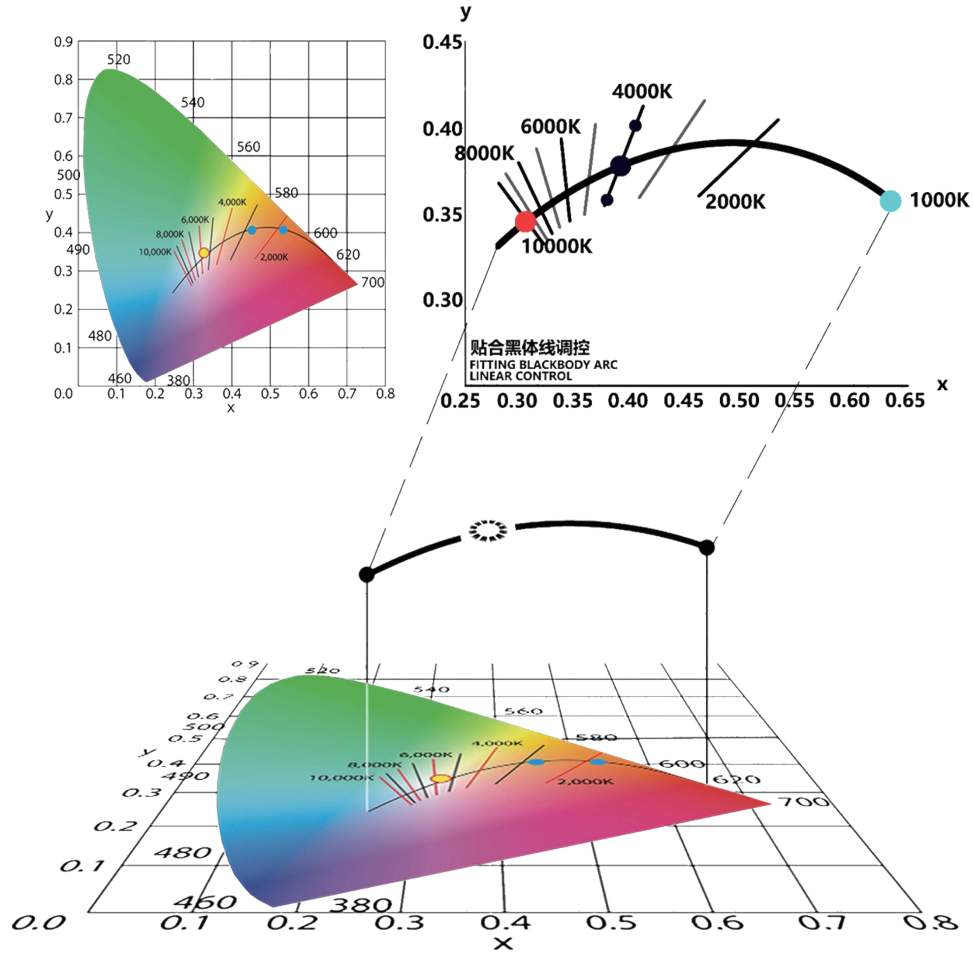 y
0.45
0.40
0.35
0.30
4000K
6000K
8000K
10000K
2000K
1000K
贴合黑体线调控
FITTING BLACKBODY ARC
LINEAR CONTROL
0.25 0.30 0.35 0.40 0.45 0.50 0.55 0.60 0.65
x
0.9
0.8
0.7
0.6
0.5
y
0.4
0.3
0.2
0.1
0.0
0.1 0.2 0.3 0.4 0.5 0.6 0.7 0.8
x
520
540
560
500
580
490
600
620
700
480
460
380
4,000K
6,000K
8,000K
10,000K
2,000K
0.9
0.8
0.7
0.6
500
0.5
y
0.4
490
0.3
0.2
0.1
520
540
560
580
600
620
700
480
460
380
4,000K
6,000K
8,000K
10,000K
2,000K
0.0 0.1 0.2 0.3 0.4 0.5 0.6 0.7 0.8
x